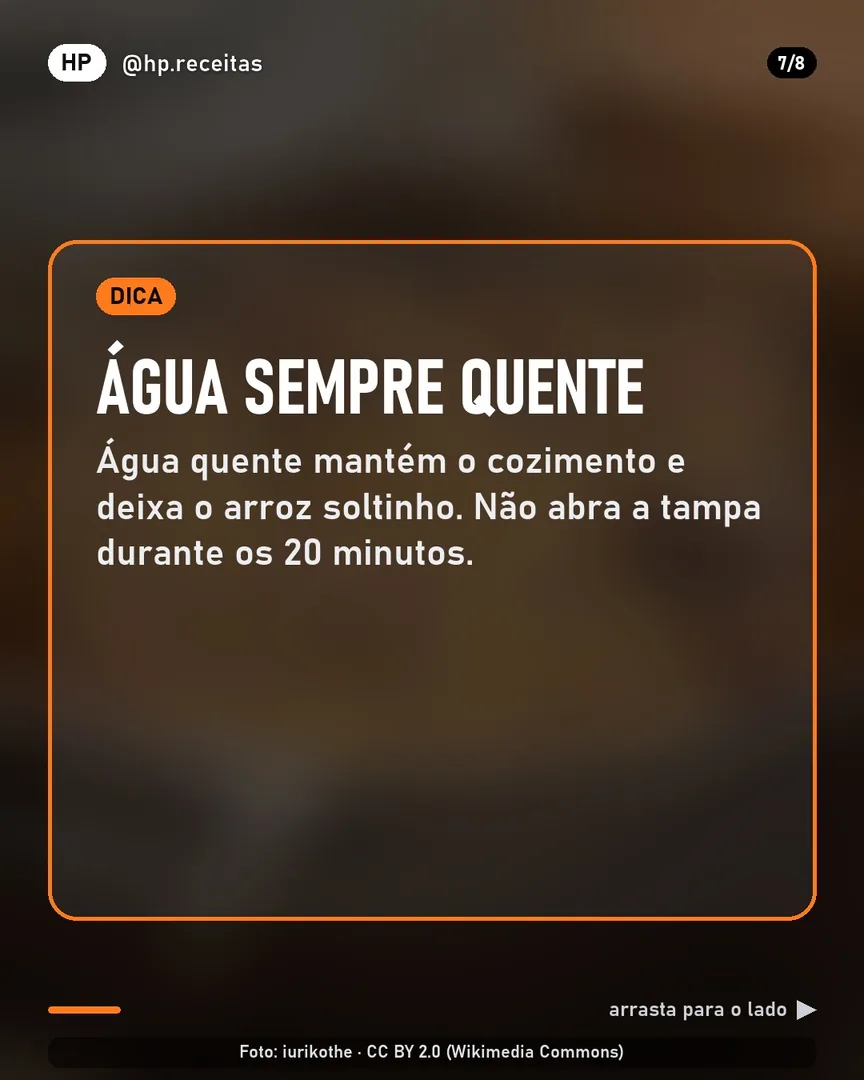 HP @hp.receitas 7/8
DICA
ÁGUA SEMPRE QUENTE
Água quente mantém o cozimento e
deixa o arroz soltinho. Não abra a tampa
durante os 20 minutos.
arrasta para o lado ▶
Foto: iurikothe · CC BY 2.0 (Wikimedia Commons)